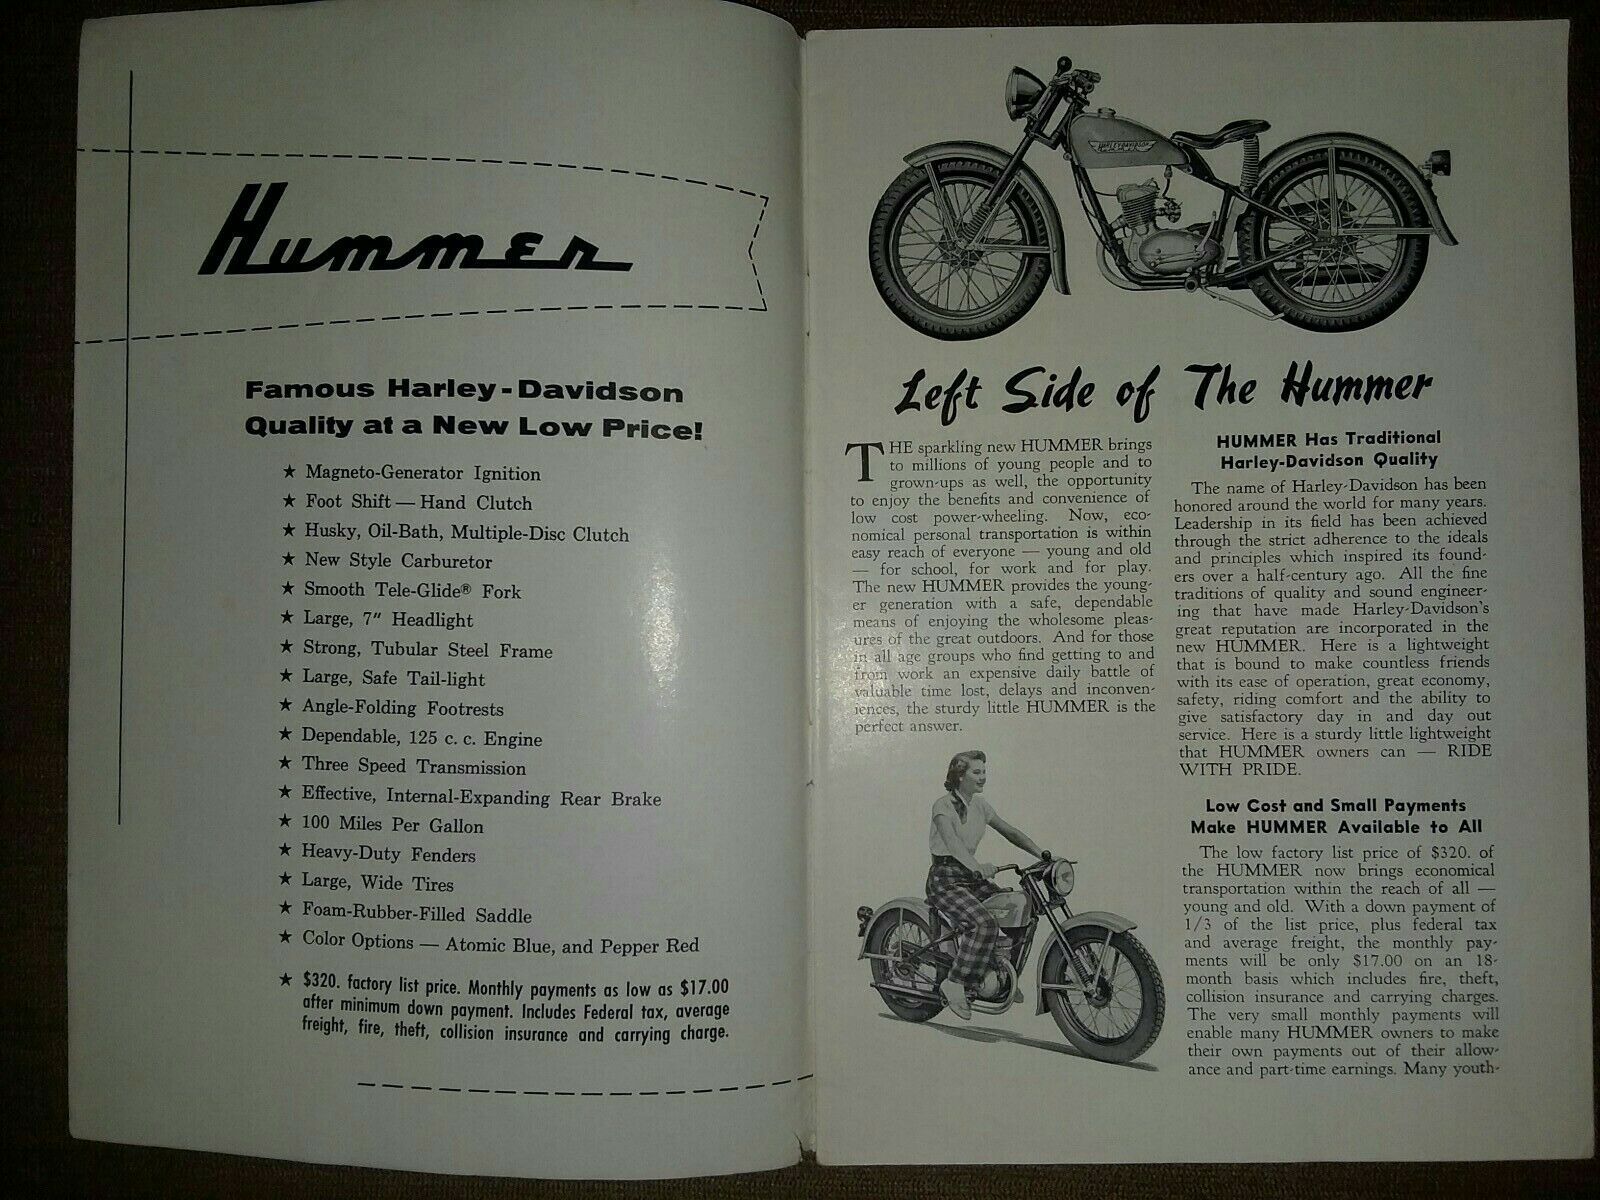 Hummer
Famous Harley-Davidson
Quality at a New Low Price!
★ Magneto-Generator Ignition
★ Foot Shift — Hand Clutch
★ Husky, Oil-Bath, Multiple-Disc Clutch
★ New Style Carburetor
★ Smooth Tele-Glide® Fork
★ Large, 7" Headlight
★ Strong, Tubular Steel Frame
★ Large, Safe Tail-light
★ Angle-Folding Footrests
★ Dependable, 125 c. c. Engine
★ Three Speed Transmission
★ Effective, Internal-Expanding Rear Brake
★ 100 Miles Per Gallon
★ Heavy-Duty Fenders
★ Large, Wide Tires
★ Foam-Rubber-Filled Saddle
★ Color Options — Atomic Blue, and Pepper Red
★ $320. factory list price. Monthly payments as low as $17.00
after minimum down payment. Includes Federal tax, average
freight, fire, theft, collision insurance and carrying charge.
HARLEY-DAVIDSON
Left Side of The Hummer
THE sparkling new HUMMER brings
to millions of young people and to
grown-ups as well, the opportunity
to enjoy the benefits and convenience of
low cost power-wheeling. Now, eco-
nomical personal transportation is within
easy reach of everyone — young and old
— for school, for work and for play.
The new HUMMER provides the young-
er generation with a safe, dependable
means of enjoying the wholesome pleas-
ures of the great outdoors. And for those
in all age groups who find getting to and
from work an expensive daily battle of
valuable time lost, delays and inconven-
iences, the sturdy little HUMMER is the
perfect answer.
HUMMER Has Traditional
Harley-Davidson Quality
The name of Harley-Davidson has been
honored around the world for many years.
Leadership in its field has been achieved
through the strict adherence to the ideals
and principles which inspired its found-
ers over a half-century ago. All the fine
traditions of quality and sound engineer-
ing that have made Harley-Davidson's
great reputation are incorporated in the
new HUMMER. Here is a lightweight
that is bound to make countless friends
with its ease of operation, great economy,
safety, riding comfort and the ability to
give satisfactory day in and day out
service. Here is a sturdy little lightweight
that HUMMER owners can — RIDE
WITH PRIDE.
Low Cost and Small Payments
Make HUMMER Available to All
The low factory list price of $320. of
the HUMMER now brings economical
transportation within the reach of all —
young and old. With a down payment of
1/3 of the list price, plus federal tax
and average freight, the monthly pay-
ments will be only $17.00 on an 18-
month basis which includes fire, theft,
collision insurance and carrying charges.
The very small monthly payments will
enable many HUMMER owners to make
their own payments out of their allow-
ance and part-time earnings. Many youth-